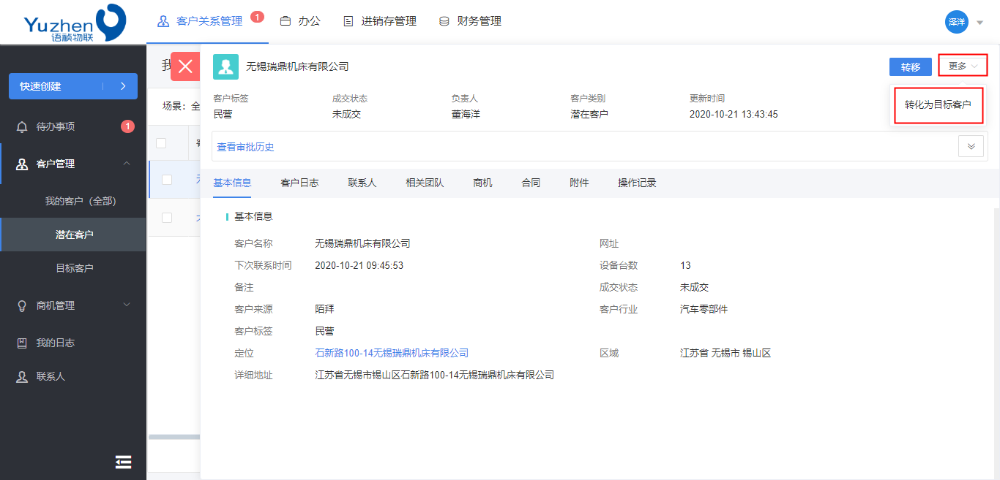 Yuzhen
语祯物联
客户关系管理
1
办公
进销存管理
财务管理
泽洋
快速创建
待办事项
1
客户管理
我的客户（全部）
潜在客户
目标客户
商机管理
我的日志
联系人
我
场景：全
无锡瑞鼎机床有限公司
转移
更多
转化为目标客户
客户标签
成交状态
负责人
客户类别
更新时间
民营
未成交
董海洋
潜在客户
2020-10-21 13:43:45
查看审批历史
基本信息
客户日志
联系人
相关团队
商机
合同
附件
操作记录
基本信息
客户名称
无锡瑞鼎机床有限公司
网址
下次联系时间
2020-10-21 09:45:53
设备台数
13
备注
成交状态
未成交
客户来源
陌拜
客户行业
汽车零部件
客户标签
民营
定位
石新路100-14无锡瑞鼎机床有限公司
区域
江苏省 无锡市 锡山区
详细地址
江苏省无锡市锡山区石新路100-14无锡瑞鼎机床有限公司